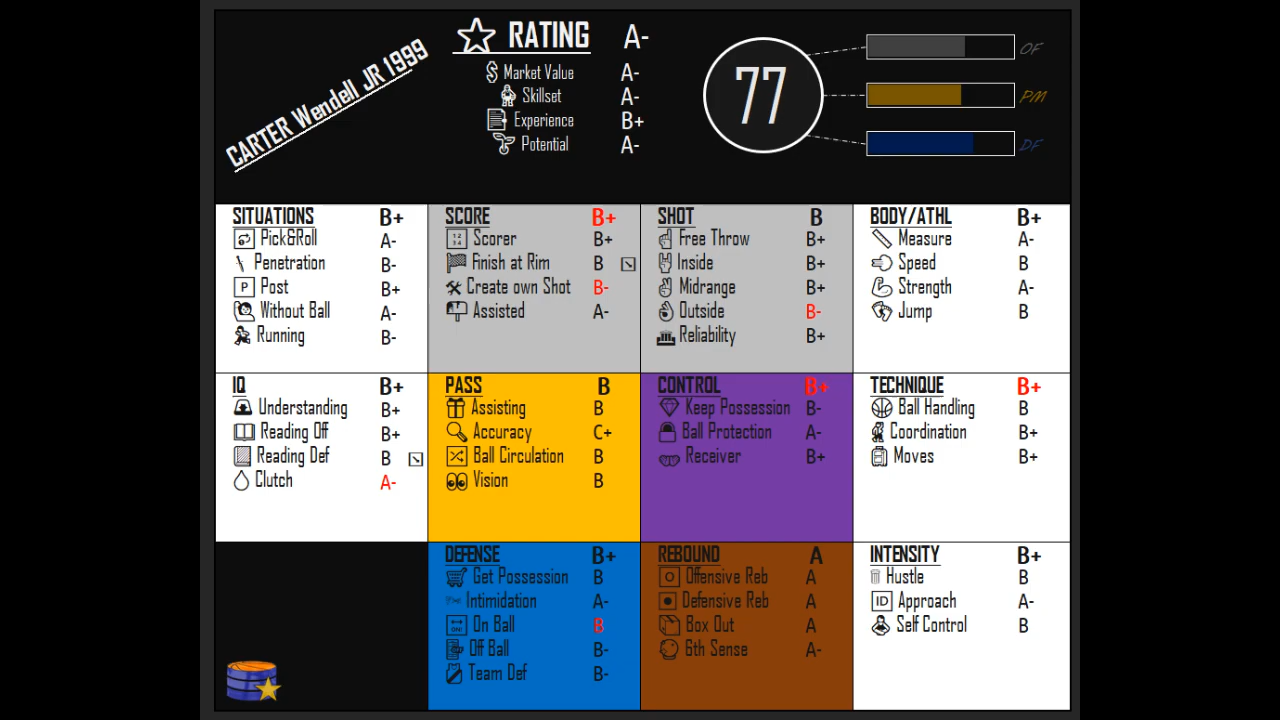 CARTER Wendell JR 1999
RATING A-
Market Value A-
Skillset A-
Experience B+
Potential A-
77
OF
PM
DF
SITUATIONS B+
Pick&Roll A-
Penetration B-
P Post B+
Without Ball A-
Running B-
SCORE B+
Scorer B+
Finish at Rim B
Create own Shot B-
Assisted A-
SHOT B
Free Throw B+
Inside B+
Midrange B+
Outside B-
Reliability B+
BODY/ATHL B+
Measure A-
Speed B
Strength A-
Jump B
IQ B+
Understanding B+
Reading Off B+
Reading Def B
Clutch A-
PASS B
Assisting B
Accuracy C+
Ball Circulation B
Vision B
CONTROL B+
Keep Possession B-
Ball Protection A-
Receiver B+
TECHNIQUE B+
Ball Handling B
Coordination B+
Moves B+
DEFENSE B+
Get Possession B
Intimidation A-
On Ball B
Off Ball B-
Team Def B-
REBOUND A
Offensive Reb A
Defensive Reb A
Box Out A
6th Sense A-
INTENSITY B+
Hustle B
ID Approach A-
Self Control B